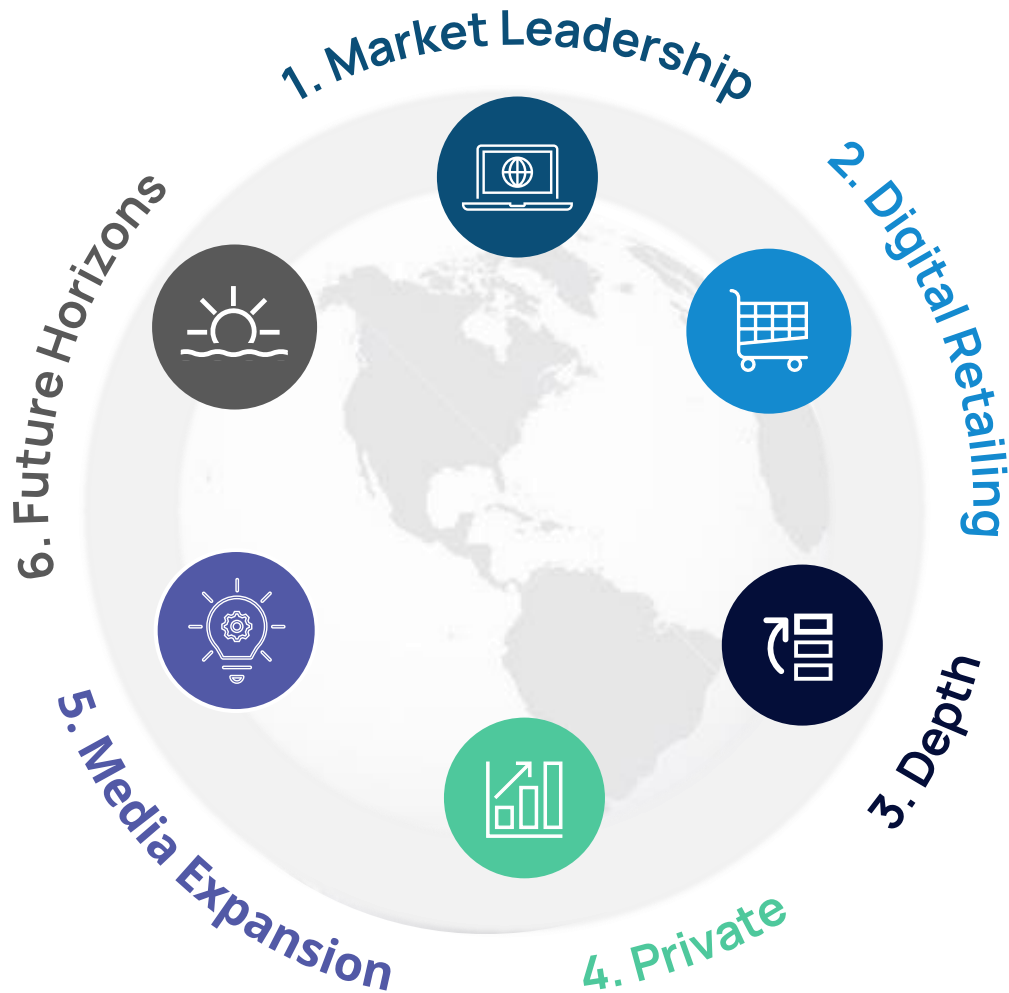 1. Market Leadership
2. Digital Retailing
3. Depth
4. Private
5. Media Expansion
6. Future Horizons